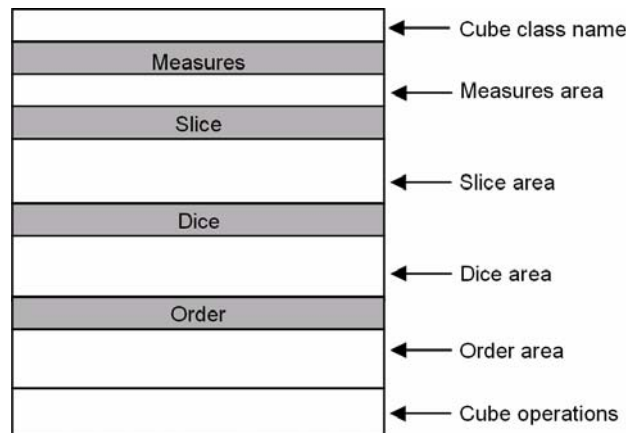 Cube class name
Measures
Measures area
Slice
Slice area
Dice
Dice area
Order
Order area
Cube operations